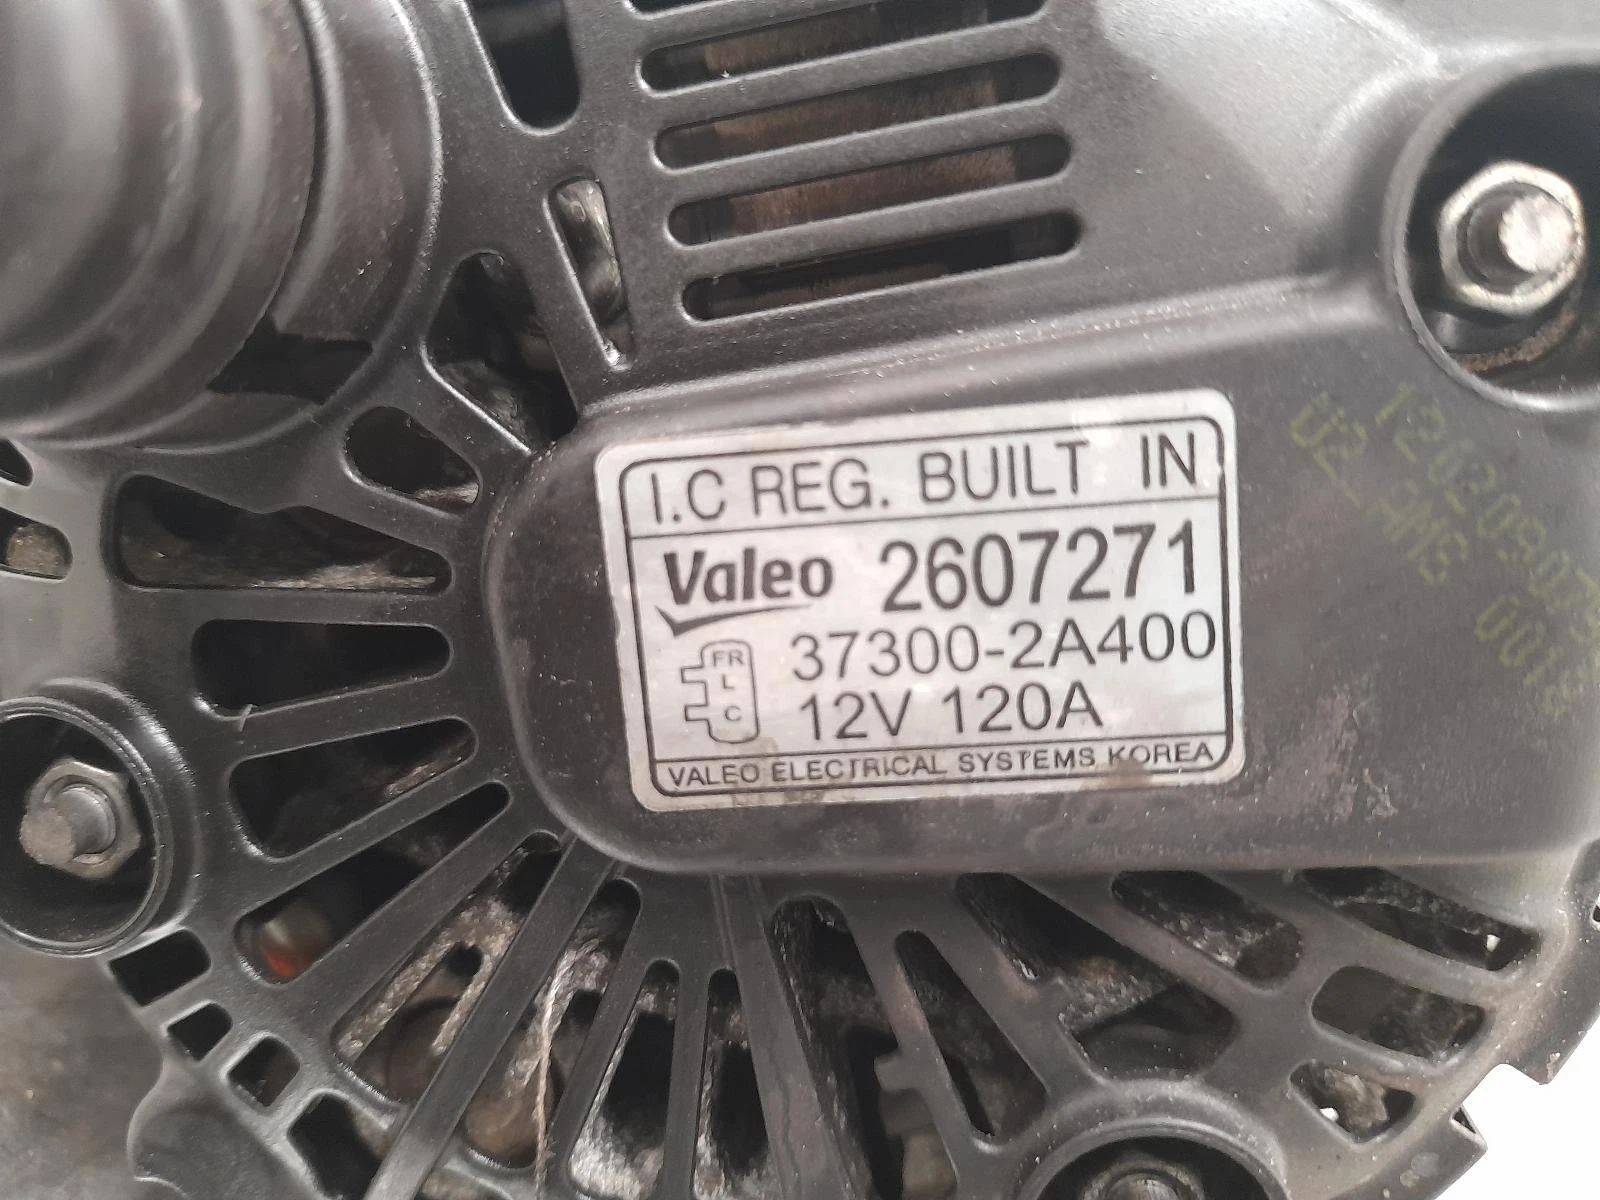 I.C REG. BUILT IN
Valeo 2607271
37300-2A400
FR
L
C
12V 120A
VALEO ELECTRICAL SYSTEMS KOREA